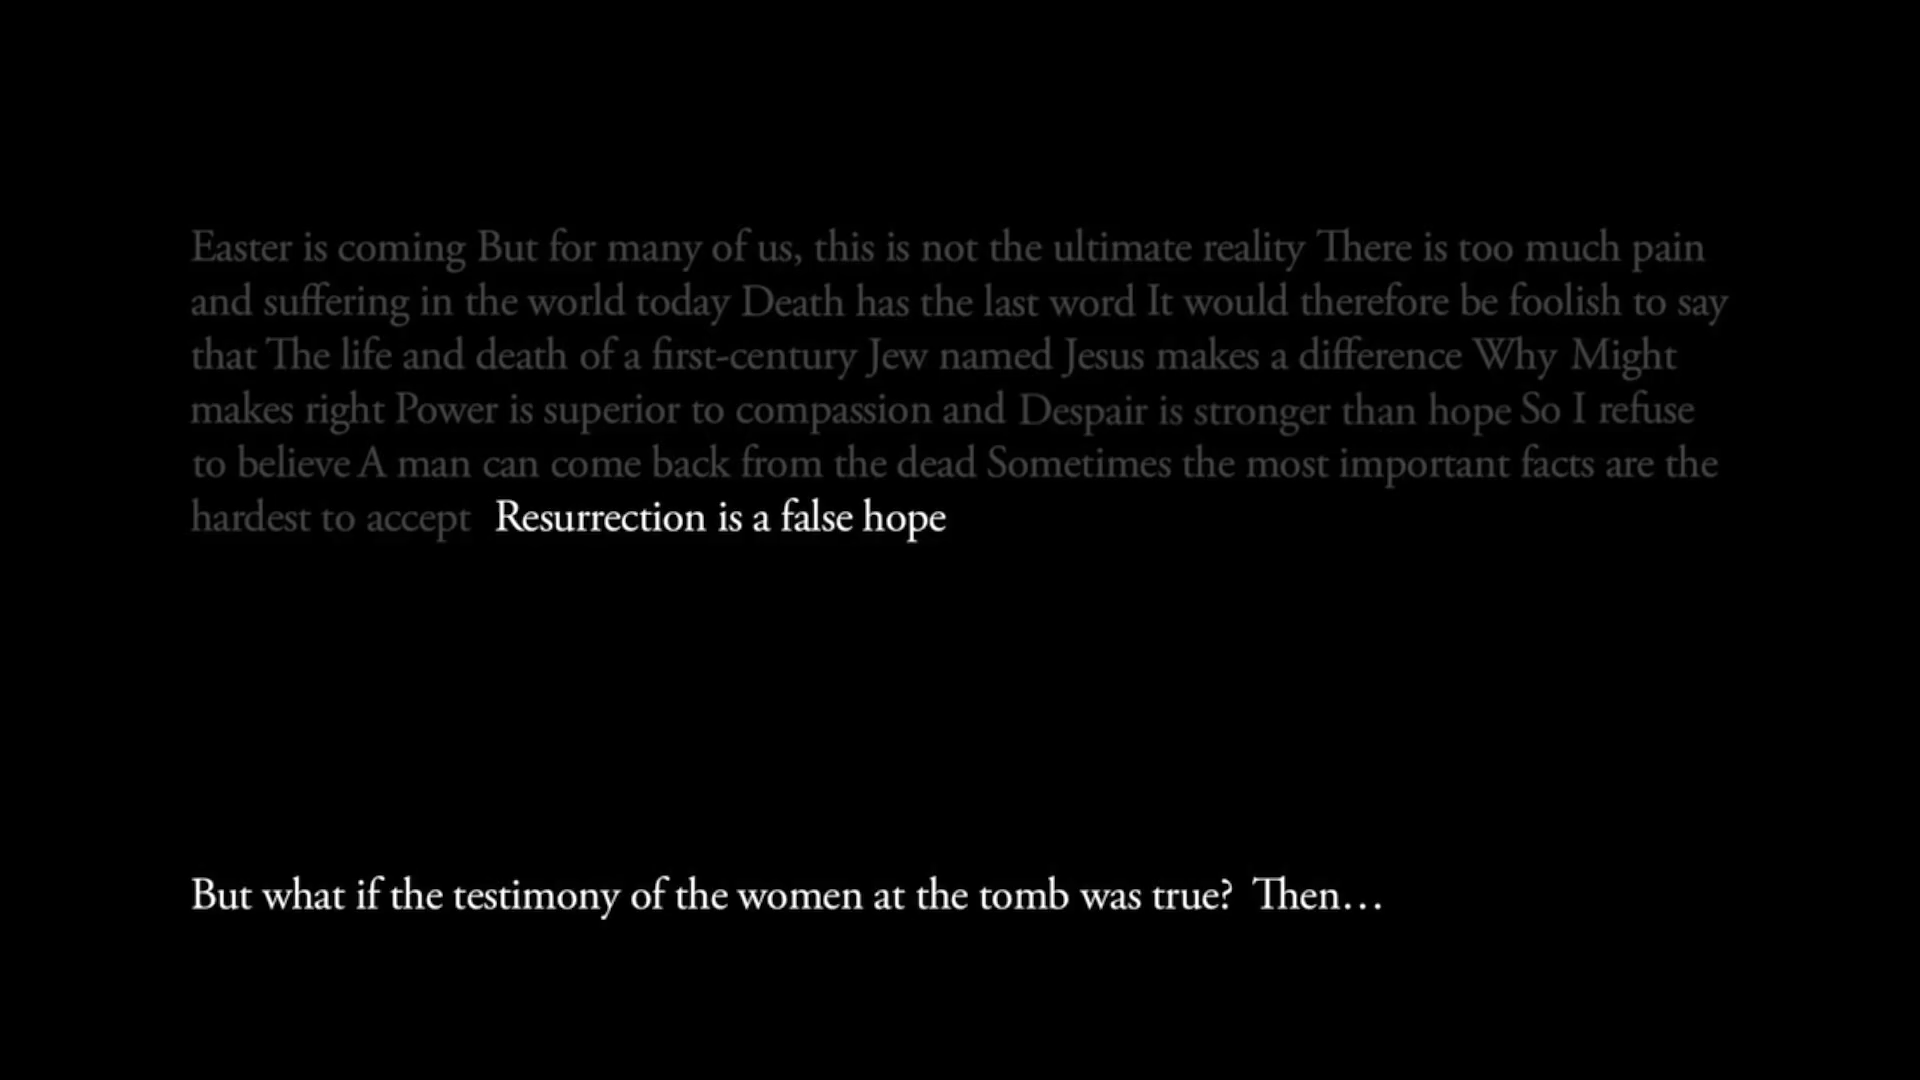 Easter is coming But for many of us, this is not the ultimate reality There is too much pain
and suffering in the world today Death has the last word It would therefore be foolish to say
that The life and death of a first-century Jew named Jesus makes a difference Why Might
makes right Power is superior to compassion and Despair is stronger than hope So I refuse
to believe A man can come back from the dead Sometimes the most important facts are the
hardest to accept Resurrection is a false hope
But what if the testimony of the women at the tomb was true? Then…